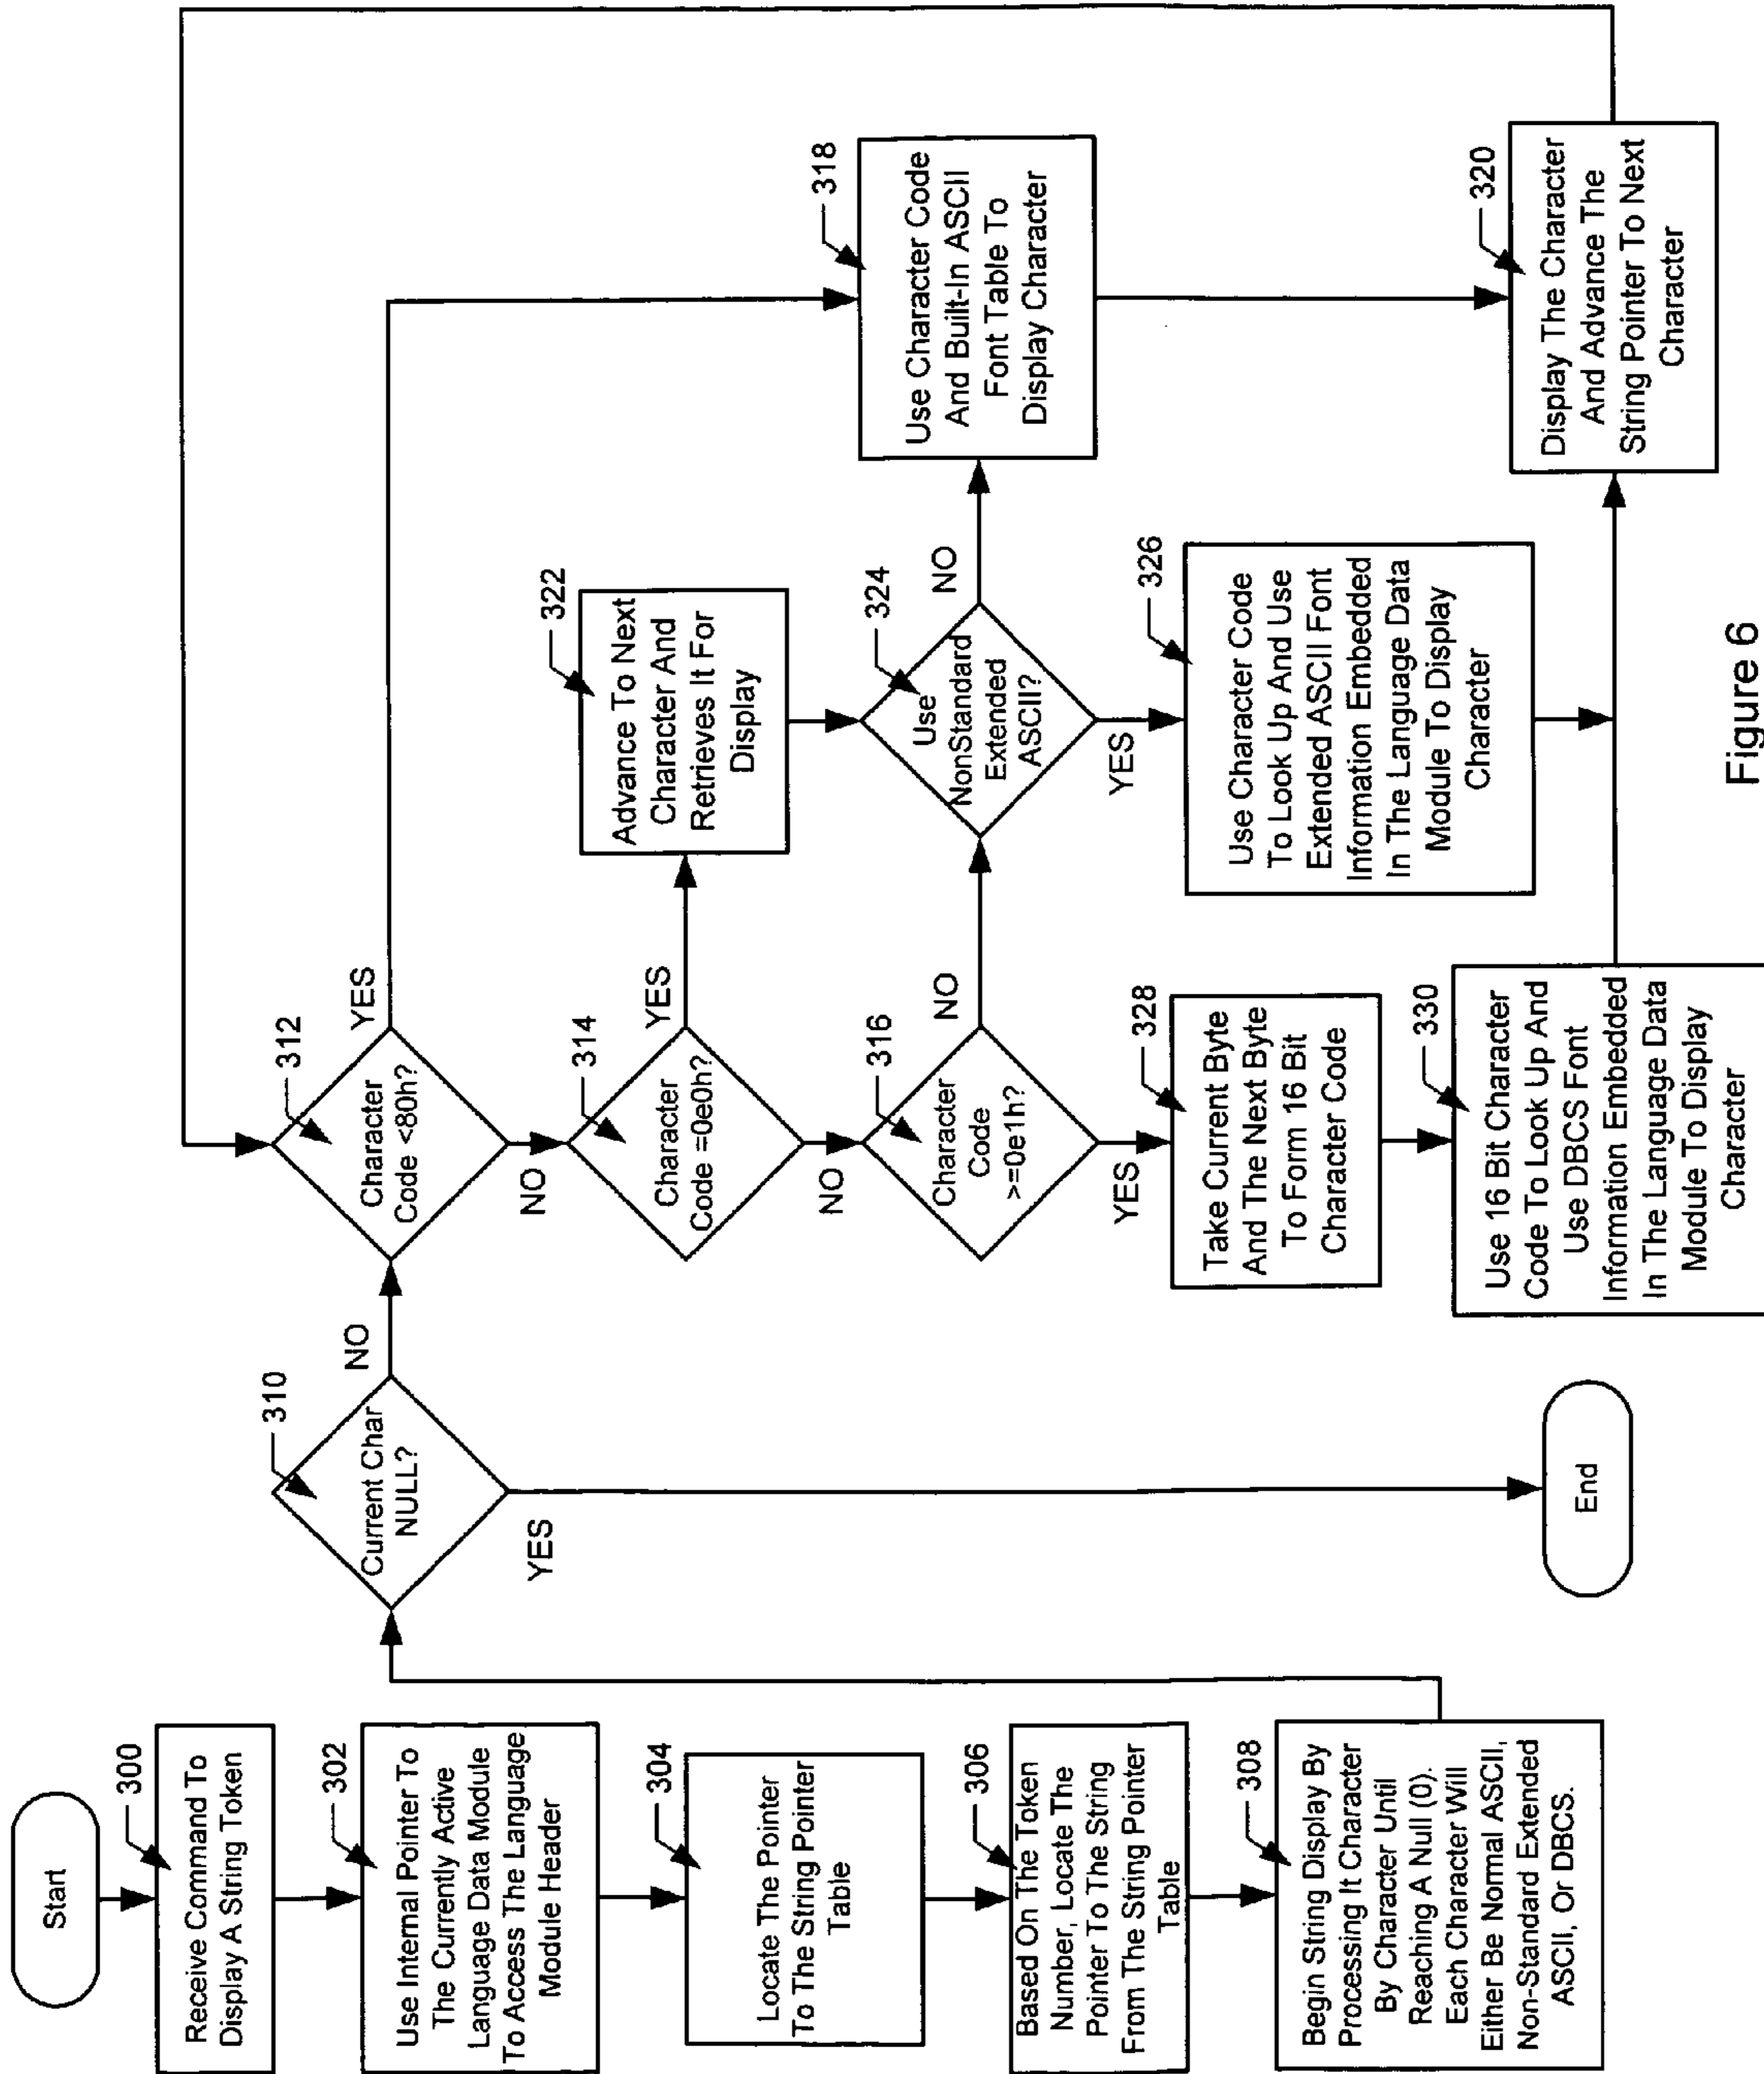 Start
300
Receive Command To
Display A String Token
302
Use Internal Pointer To
The Currently Active
Language Data Module
To Access The Language
Module Header
304
Locate The Pointer
To The String Pointer
Table
306
Based On The Token
Number, Locate The
Pointer To The String
From The String Pointer
Table
308
Begin String Display By
Processing It Character
By Character Until
Reaching A Null (0).
Each Character Will
Either Be Normal ASCII,
Non-Standard Extended
ASCII, Or DBCS.
310
Current Char
NULL?
NO
YES
End
312
Character
Code <80h?
YES
NO
314
Character
Code =0e0h?
YES
NO
316
Character
Code
>=0e1h?
NO
YES
328
Take Current Byte
And The Next Byte
To Form 16 Bit
Character Code
330
Use 16 Bit Character
Code To Look Up And
Use DBCS Font
Information Embedded
In The Language Data
Module To Display
Character
322
Advance To Next
Character And
Retrieves It For
Display
324
Use
NonStandard
Extended
ASCII?
NO
YES
326
Use Character Code
To Look Up And Use
Extended ASCII Font
Information Embedded
In The Language Data
Module To Display
Character
318
Use Character Code
And Built-In ASCII
Font Table To
Display Character
320
Display The Character
And Advance The
String Pointer To Next
Character
Figure 6